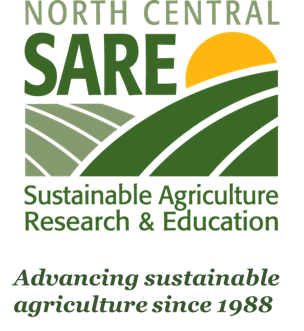 NORTH CENTRAL
SARE
Sustainable Agriculture
Research & Education
Advancing sustainable
agriculture since 1988